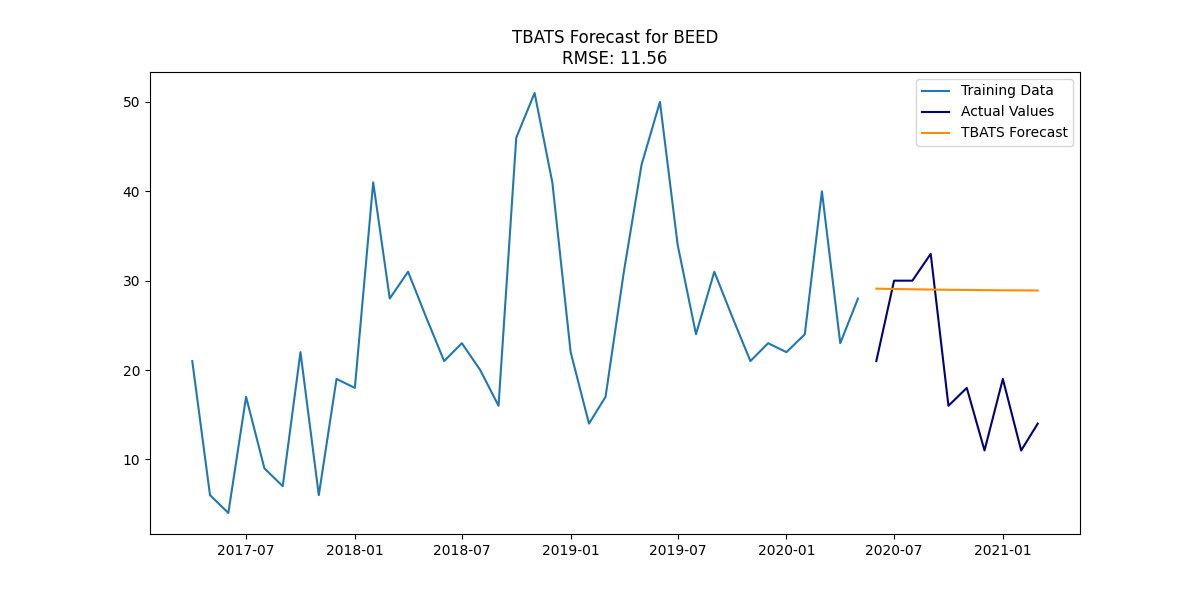 TBATS Forecast for BEED
RMSE: 11.56
Training Data
Actual Values
TBATS Forecast
50
40
30
20
10
2017-07 2018-01 2018-07 2019-01 2019-07 2020-01 2020-07 2021-01